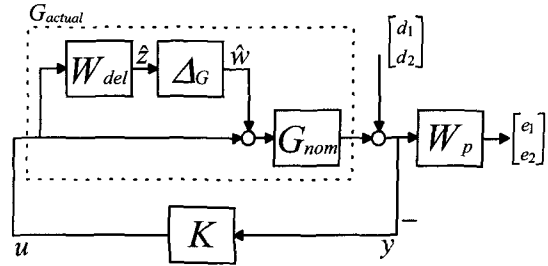 G_actual
W_del ẑ Δ_G ŵ
[d_1 d_2]
G_nom W_p [e_1 e_2]
−
K
u y